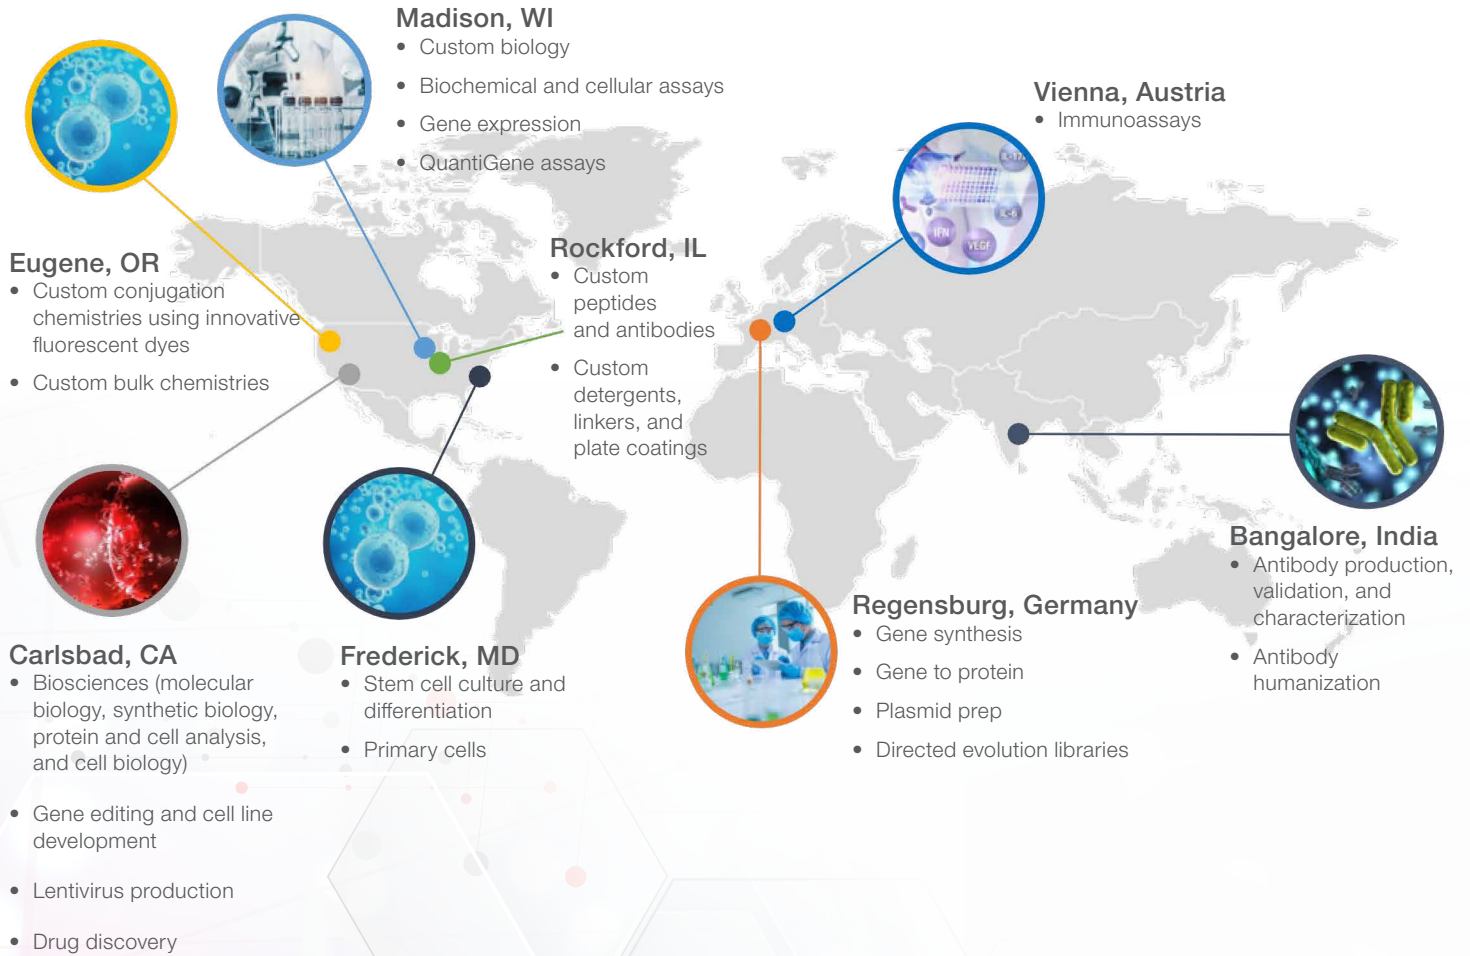 Madison, WI
• Custom biology
• Biochemical and cellular assays
• Gene expression
• QuantiGene assays
Vienna, Austria
• Immunoassays
IL-17A
IL-6
IFN
VEGF
Eugene, OR
• Custom conjugation
chemistries using innovative
fluorescent dyes
• Custom bulk chemistries
Rockford, IL
• Custom
peptides
and antibodies
• Custom
detergents,
linkers, and
plate coatings
Carlsbad, CA
• Biosciences (molecular
biology, synthetic biology,
protein and cell analysis,
and cell biology)
• Gene editing and cell line
development
• Lentivirus production
• Drug discovery
Frederick, MD
• Stem cell culture and
differentiation
• Primary cells
Regensburg, Germany
• Gene synthesis
• Gene to protein
• Plasmid prep
• Directed evolution libraries
Bangalore, India
• Antibody production,
validation, and
characterization
• Antibody
humanization